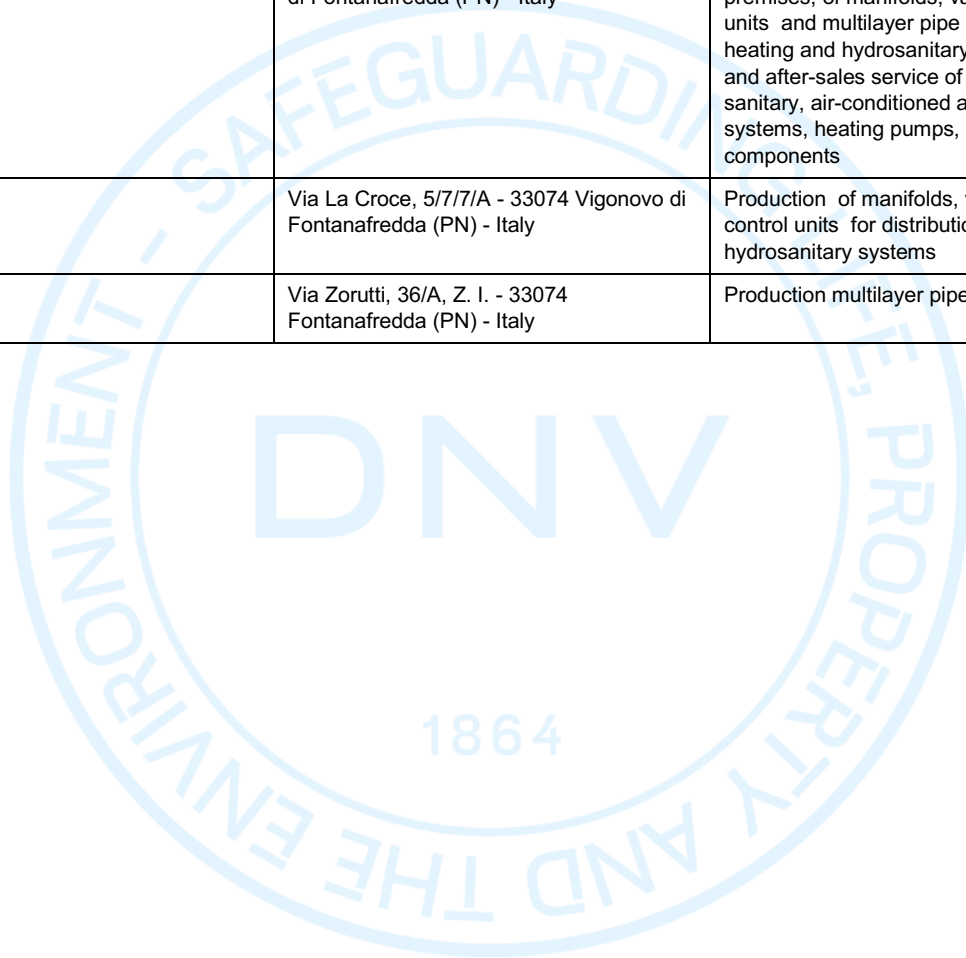 di Fontanafredda (PN) - Italy
premises, of manifolds,
units and multilayer pipe
heating and hydrosanitary
and after-sales service of
sanitary, air-conditioned
systems, heating pumps,
components
Via La Croce, 5/7/7/A - 33074 Vigonovo di
Fontanafredda (PN) - Italy
Production of manifolds,
control units for
hydrosanitary systems
Via Zorutti, 36/A, Z. I. - 33074
Fontanafredda (PN) - Italy
Production multilayer pipe
SAFEGUARDING LIFE, PROPERTY AND THE ENVIRONMENT -
DNV
1864